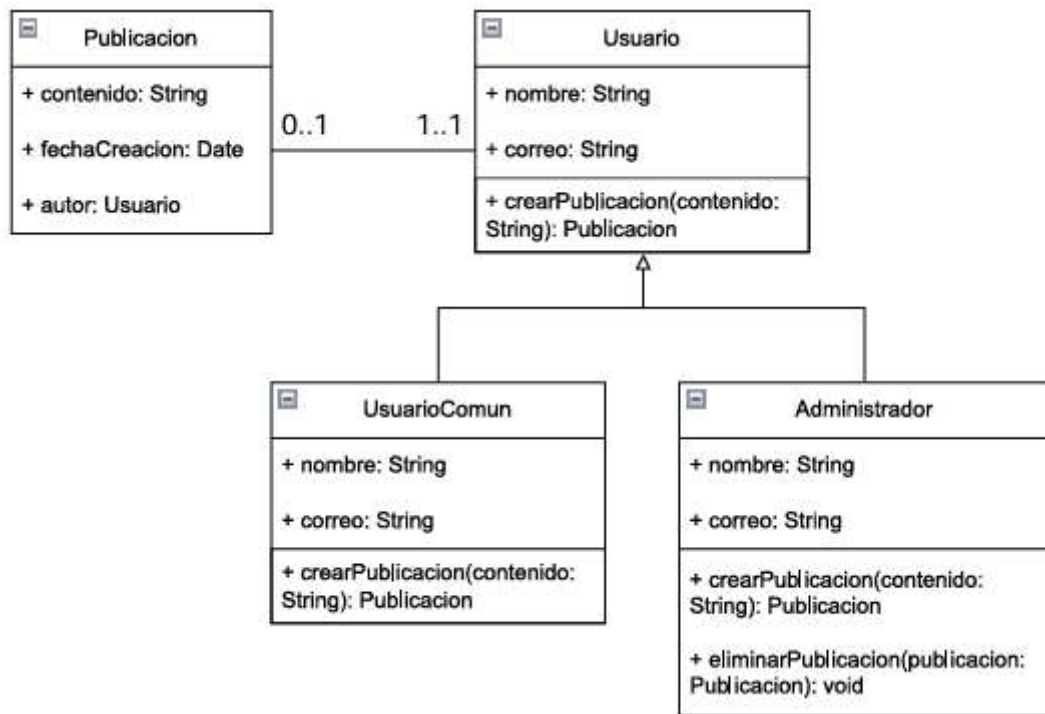 Publicacion
+ contenido: String
+ fechaCreacion: Date
+ autor: Usuario
0..1
1..1
Usuario
+ nombre: String
+ correo: String
+ crearPublicacion(contenido:
String): Publicacion
UsuarioComun
+ nombre: String
+ correo: String
+ crearPublicacion(contenido:
String): Publicacion
Administrador
+ nombre: String
+ correo: String
+ crearPublicacion(contenido:
String): Publicacion
+ eliminarPublicacion(publicacion:
Publicacion): void